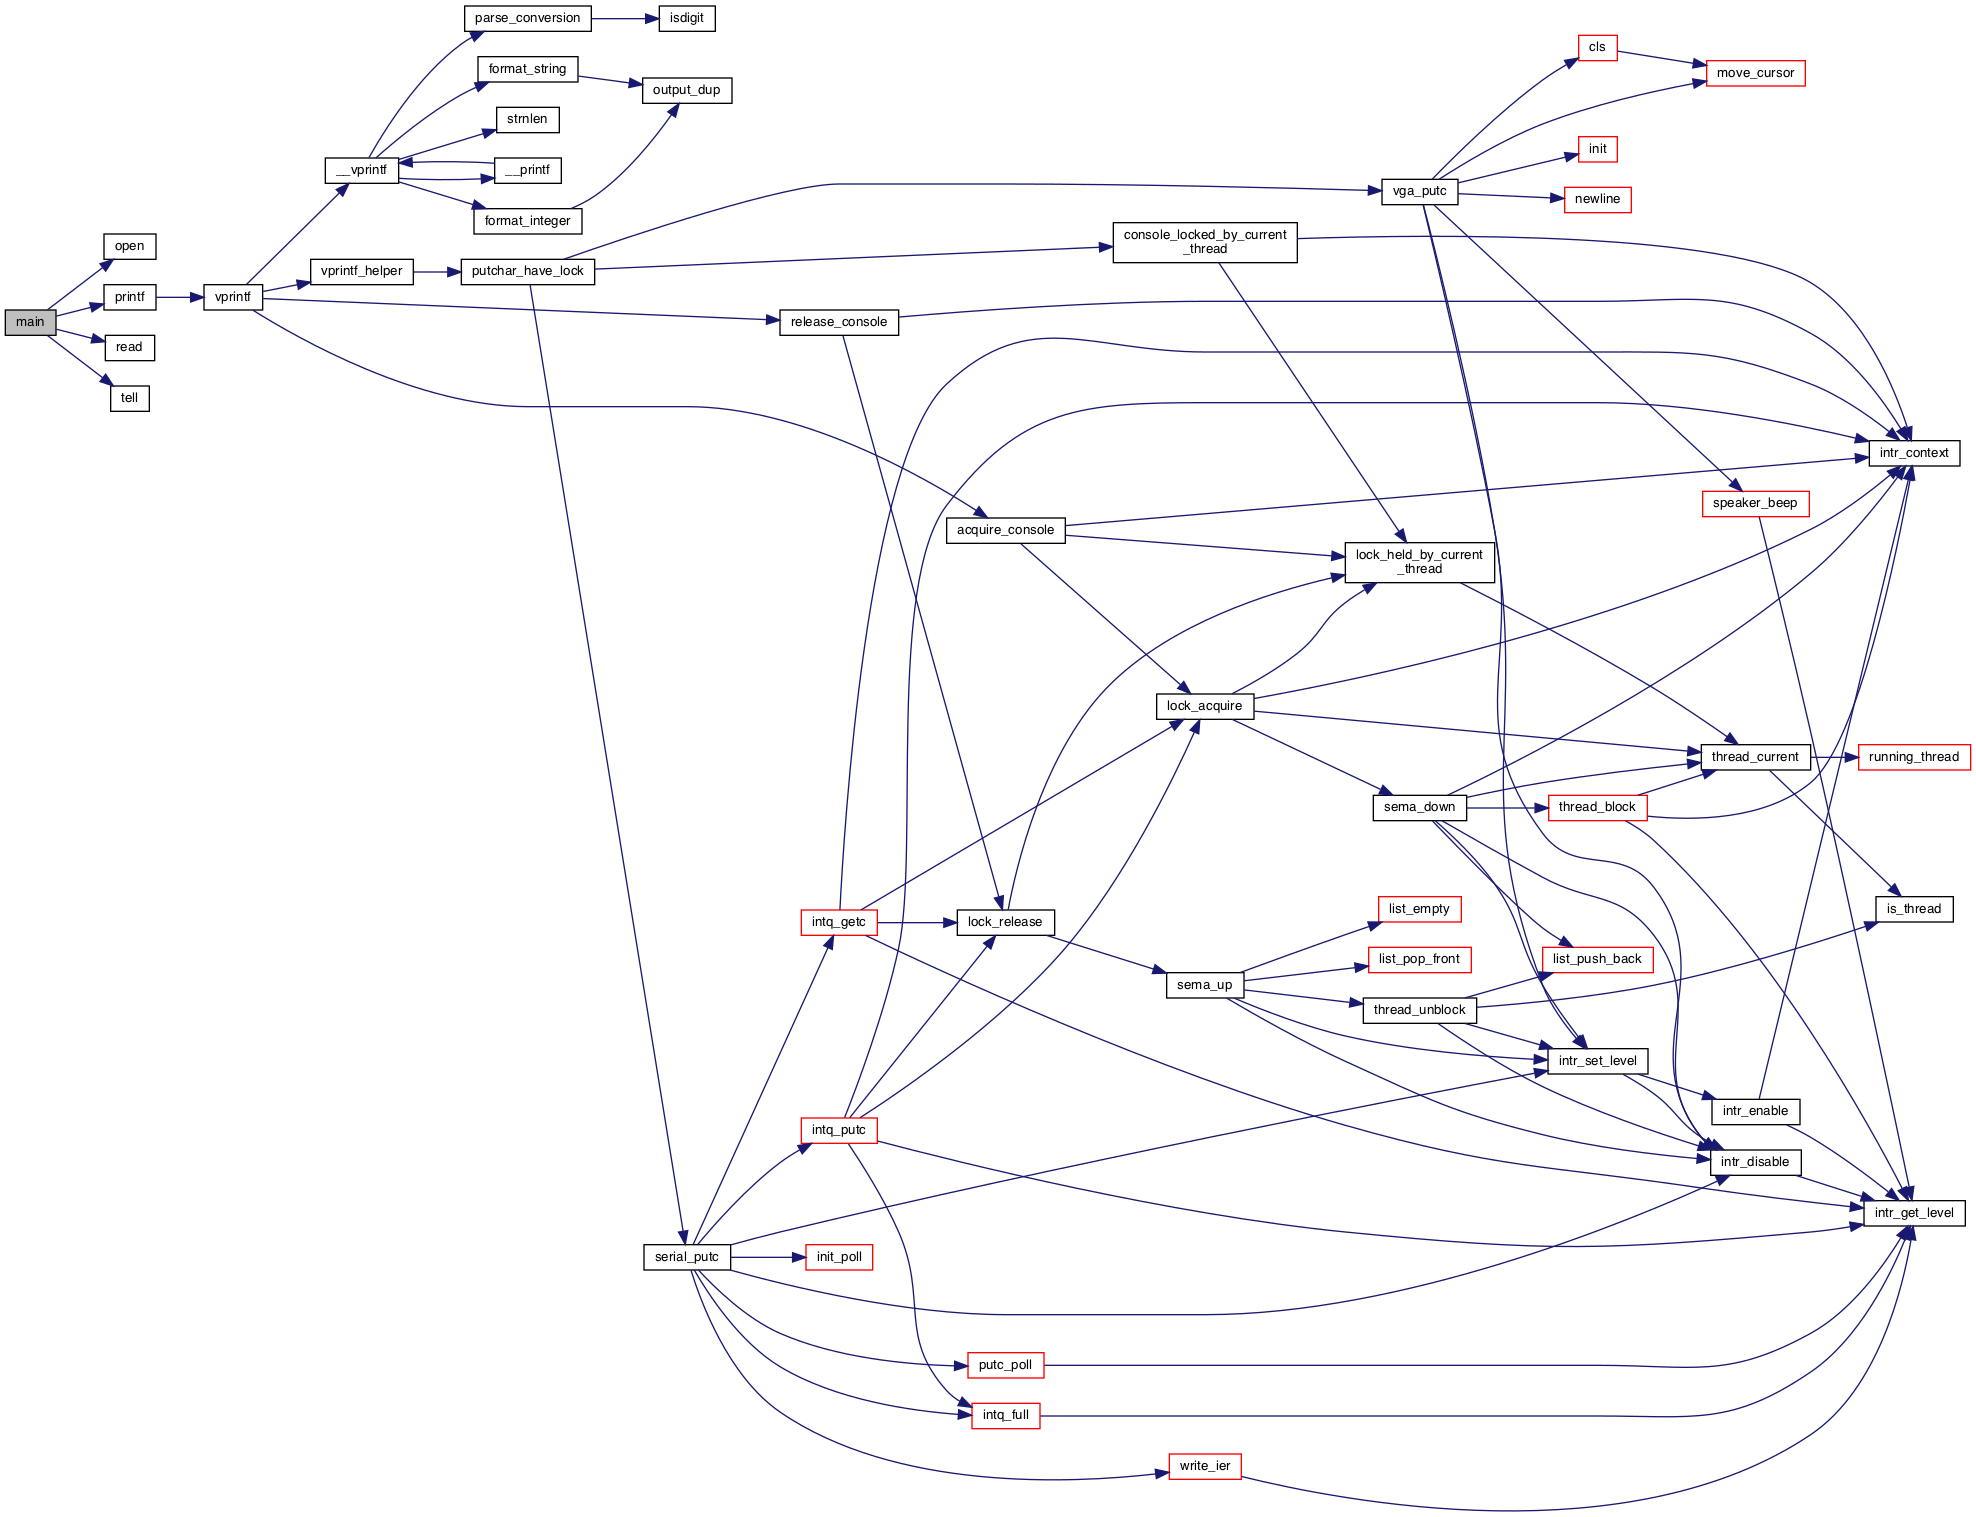 parse_conversion
isdigit
cls
format_string
move_cursor
output_dup
strnlen
init
__vprintf
__printf
vga_putc
newline
format_integer
open
console_locked_by_current
_thread
vprintf_helper
putchar_have_lock
printf
vprintf
main
release_console
read
tell
intr_context
speaker_beep
acquire_console
lock_held_by_current
_thread
lock_acquire
thread_current
running_thread
sema_down
thread_block
list_empty
is_thread
intq_getc
lock_release
list_pop_front
list_push_back
sema_up
thread_unblock
intr_set_level
intr_enable
intq_putc
intr_disable
intr_get_level
serial_putc
init_poll
putc_poll
intq_full
write_ier